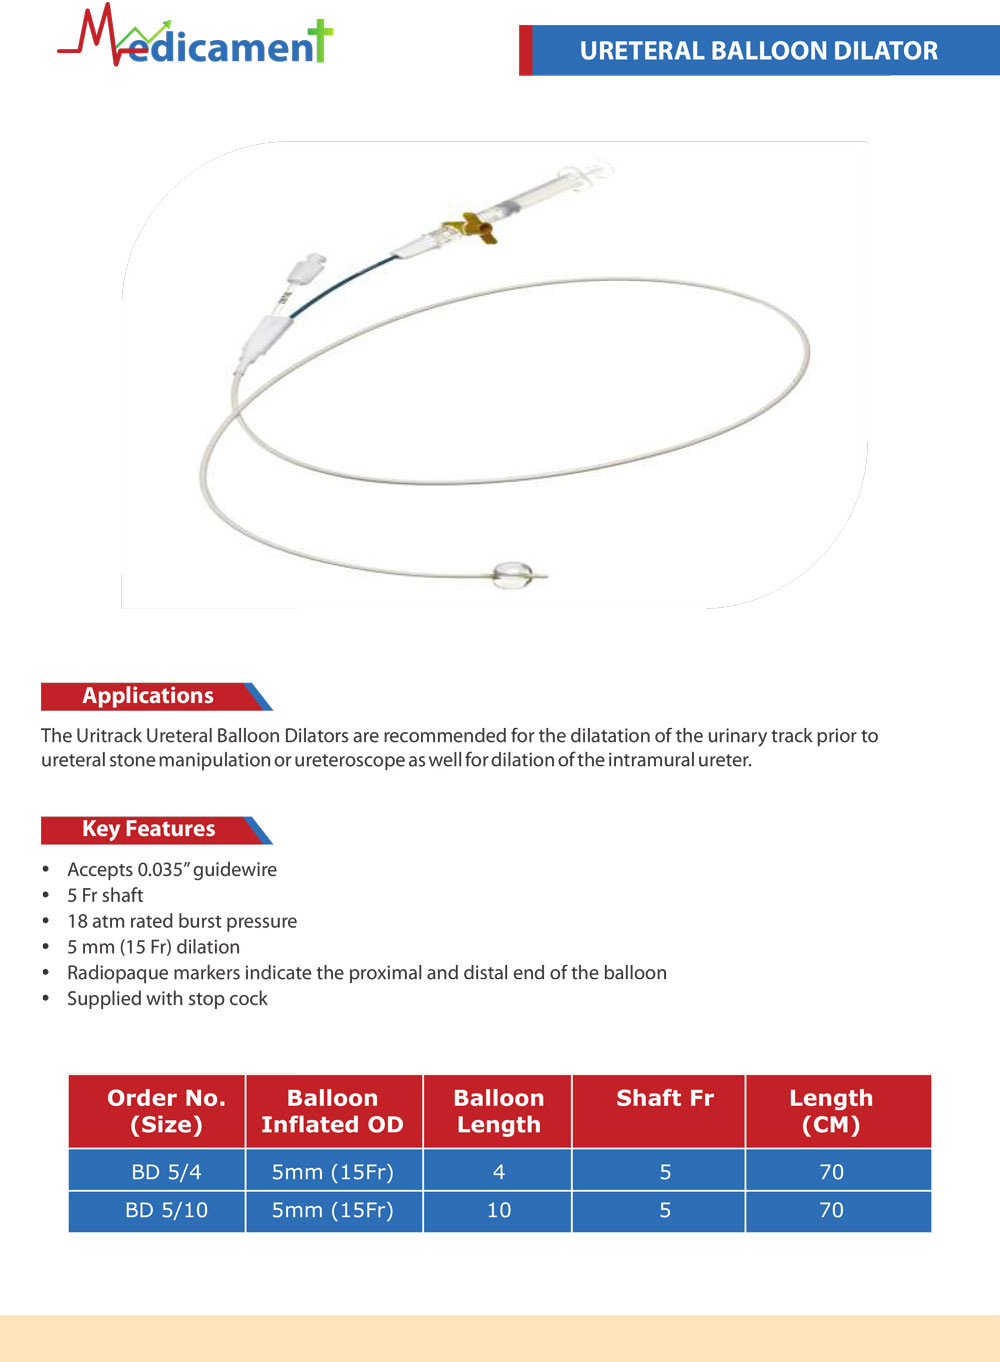 Medicament
URETERAL BALLOON DILATOR
Applications
The Uritrack Ureteral Balloon Dilators are recommended for the dilatation of the urinary track prior to
ureteral stone manipulation or ureteroscope as well for dilation of the intramural ureter.
Key Features
• Accepts 0.035” guidewire
• 5 Fr shaft
• 18 atm rated burst pressure
• 5 mm (15 Fr) dilation
• Radiopaque markers indicate the proximal and distal end of the balloon
• Supplied with stop cock
Order No. (Size) Balloon Inflated OD Balloon Length Shaft Fr Length (CM)
BD 5/4 5mm (15Fr) 4 5 70
BD 5/10 5mm (15Fr) 10 5 70